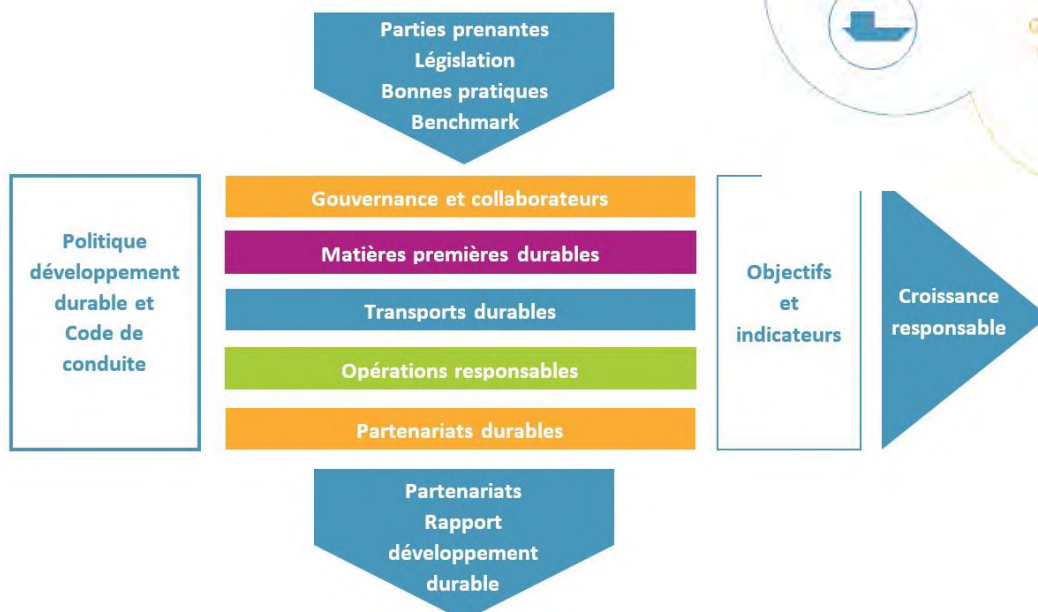 Parties prenantes
Législation
Bonnes pratiques
Benchmark
Politique
développement
durable et
Code de
conduite
Gouvernance et collaborateurs
Matières premières durables
Transports durables
Opérations responsables
Partenariats durables
Objectifs
et
indicateurs
Croissance
responsable
Partenariats
Rapport
développement
durable